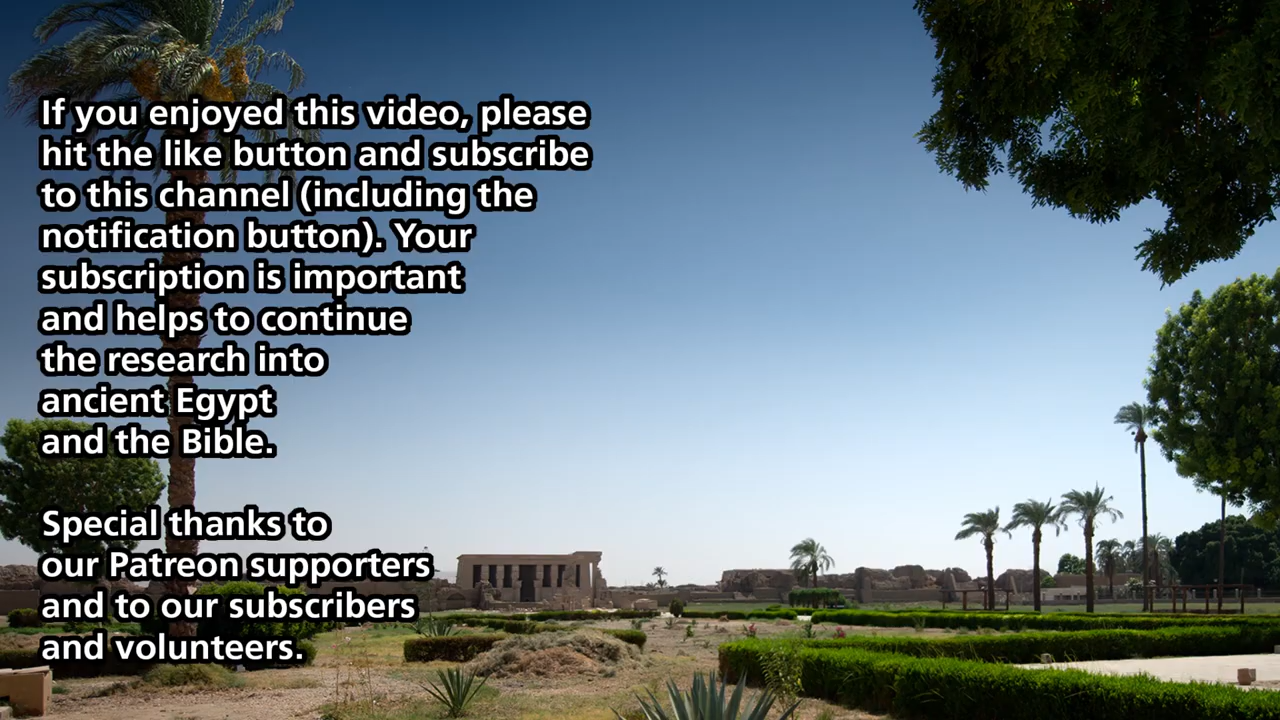 If you enjoyed this video, please
hit the like button and subscribe
to this channel (including the
notification button). Your
subscription is important
and helps to continue
the research into
ancient Egypt
and the Bible.
Special thanks to
our Patreon supporters
and to our subscribers
and volunteers.